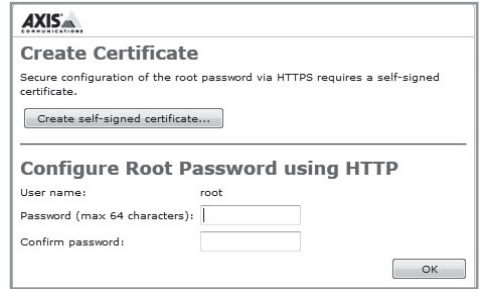 AXIS
COMMUNICATIONS
Create Certificate
Secure configuration of the root password via HTTPS requires a self-signed
certificate.
Create self-signed certificate...
Configure Root Password using HTTP
User name: root
Password (max 64 characters):
Confirm password:
OK